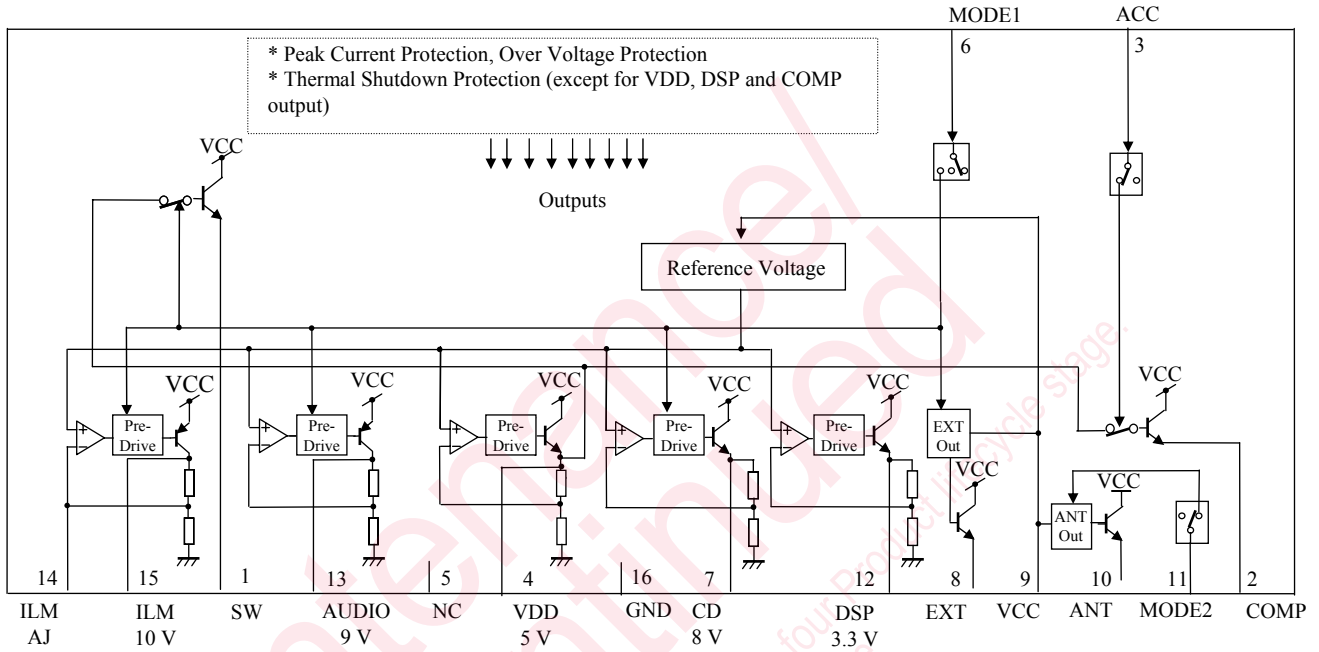 MODE1 ACC
6 3
* Peak Current Protection, Over Voltage Protection
* Thermal Shutdown Protection (except for VDD, DSP and COMP
output)
VCC
Outputs
Reference Voltage
VCC VCC VCC VCC VCC VCC
+ − Pre-Drive
+ − Pre-Drive
+ − Pre-Drive
+ − Pre-Drive
+ − Pre-Drive
EXT Out
VCC
VCC
ANT Out
14 15 1 13 5 4 16 7 12 8 9 10 11 2
ILM AJ
ILM 10 V
SW
AUDIO 9 V
NC
VDD 5 V
GND
CD 8 V
DSP 3.3 V
EXT
VCC
ANT
MODE2
COMP